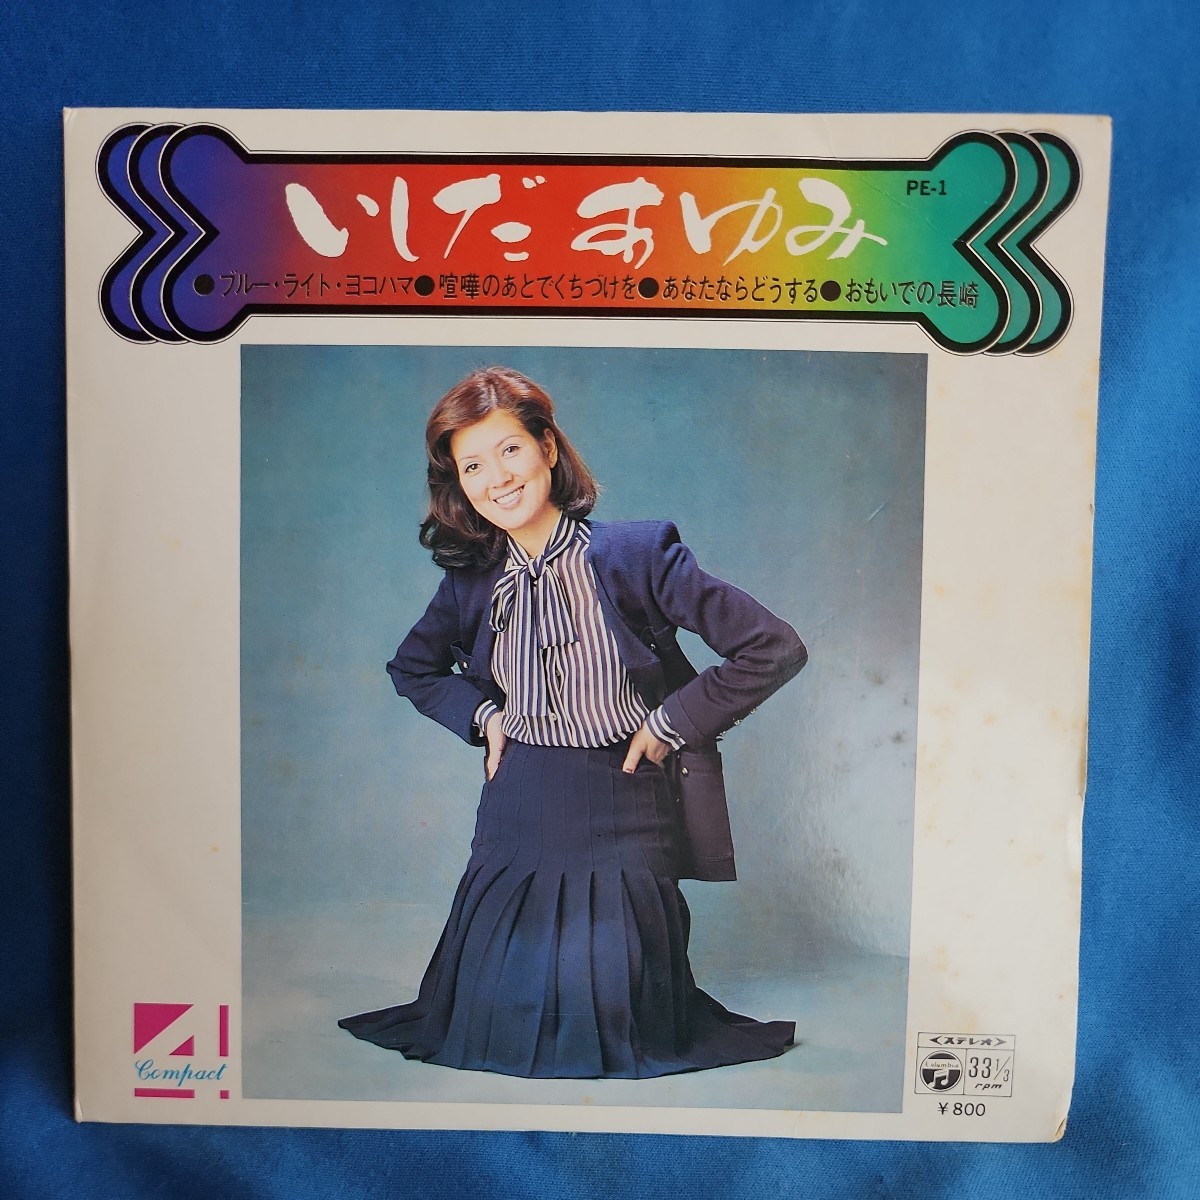 いしだあゆみ
PE-1
●ブルー・ライト・ヨコハマ●喧嘩のあとでくちづけを●あなたならどうする●おもいでの長崎
4
Compact
<ステレオ>
Columbia
33 1/3
rpm
¥800